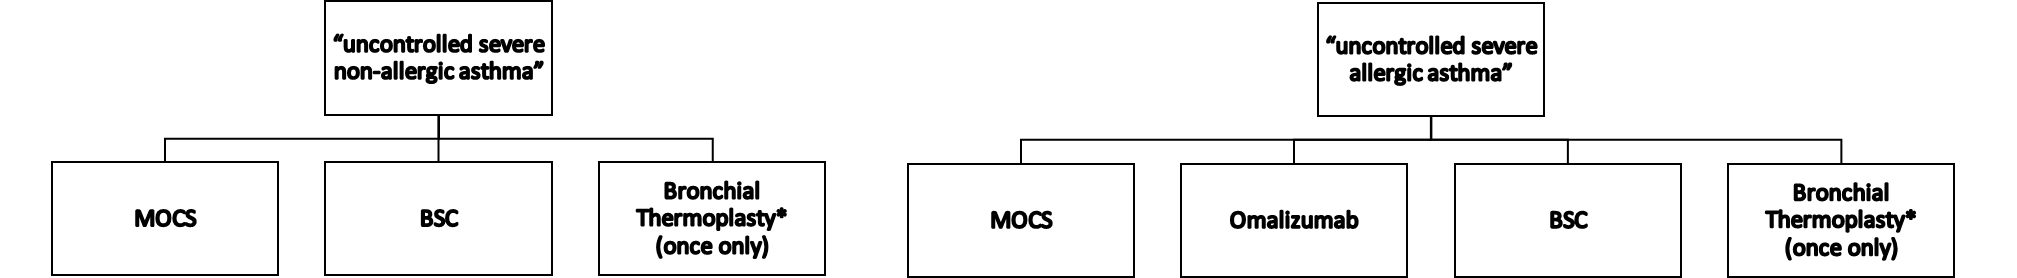 “uncontrolled severe
non-allergic asthma”
MOCS
BSC
Bronchial
Thermoplasty*
(once only)
“uncontrolled severe
allergic asthma”
MOCS
Omalizumab
BSC
Bronchial
Thermoplasty*
(once only)